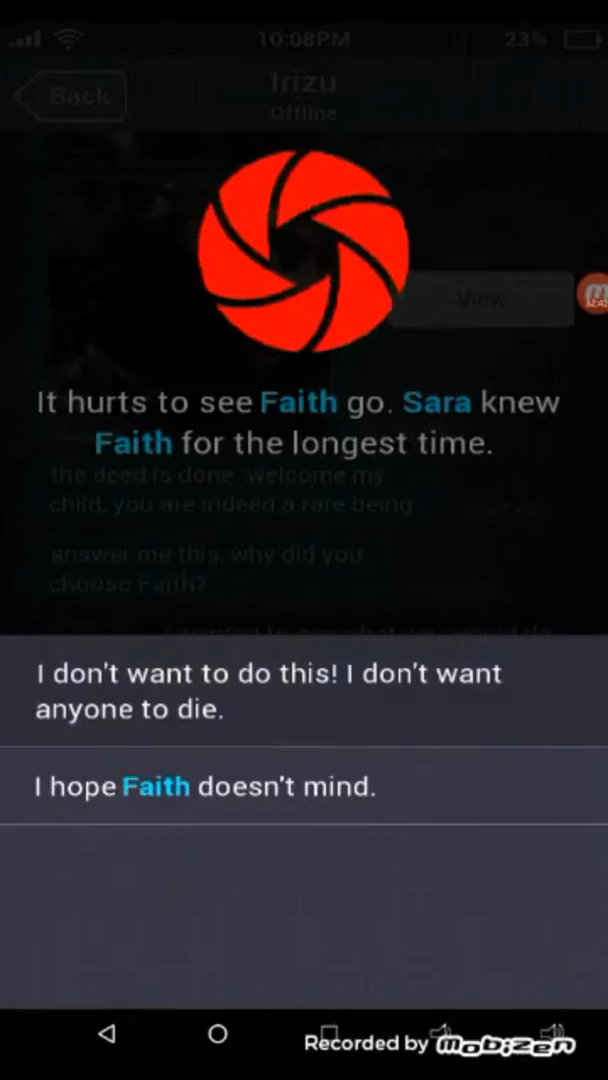 10:08PM
23%
Back
Irizu
Offline
View
It hurts to see Faith go. Sara knew
Faith for the longest time.
the deed is done, welcome my
child, you are indeed a rare being
answer me this, why did you
choose Faith?
I don't want to do this! I don't want
anyone to die.
I hope Faith doesn't mind.
Recorded by mobizen